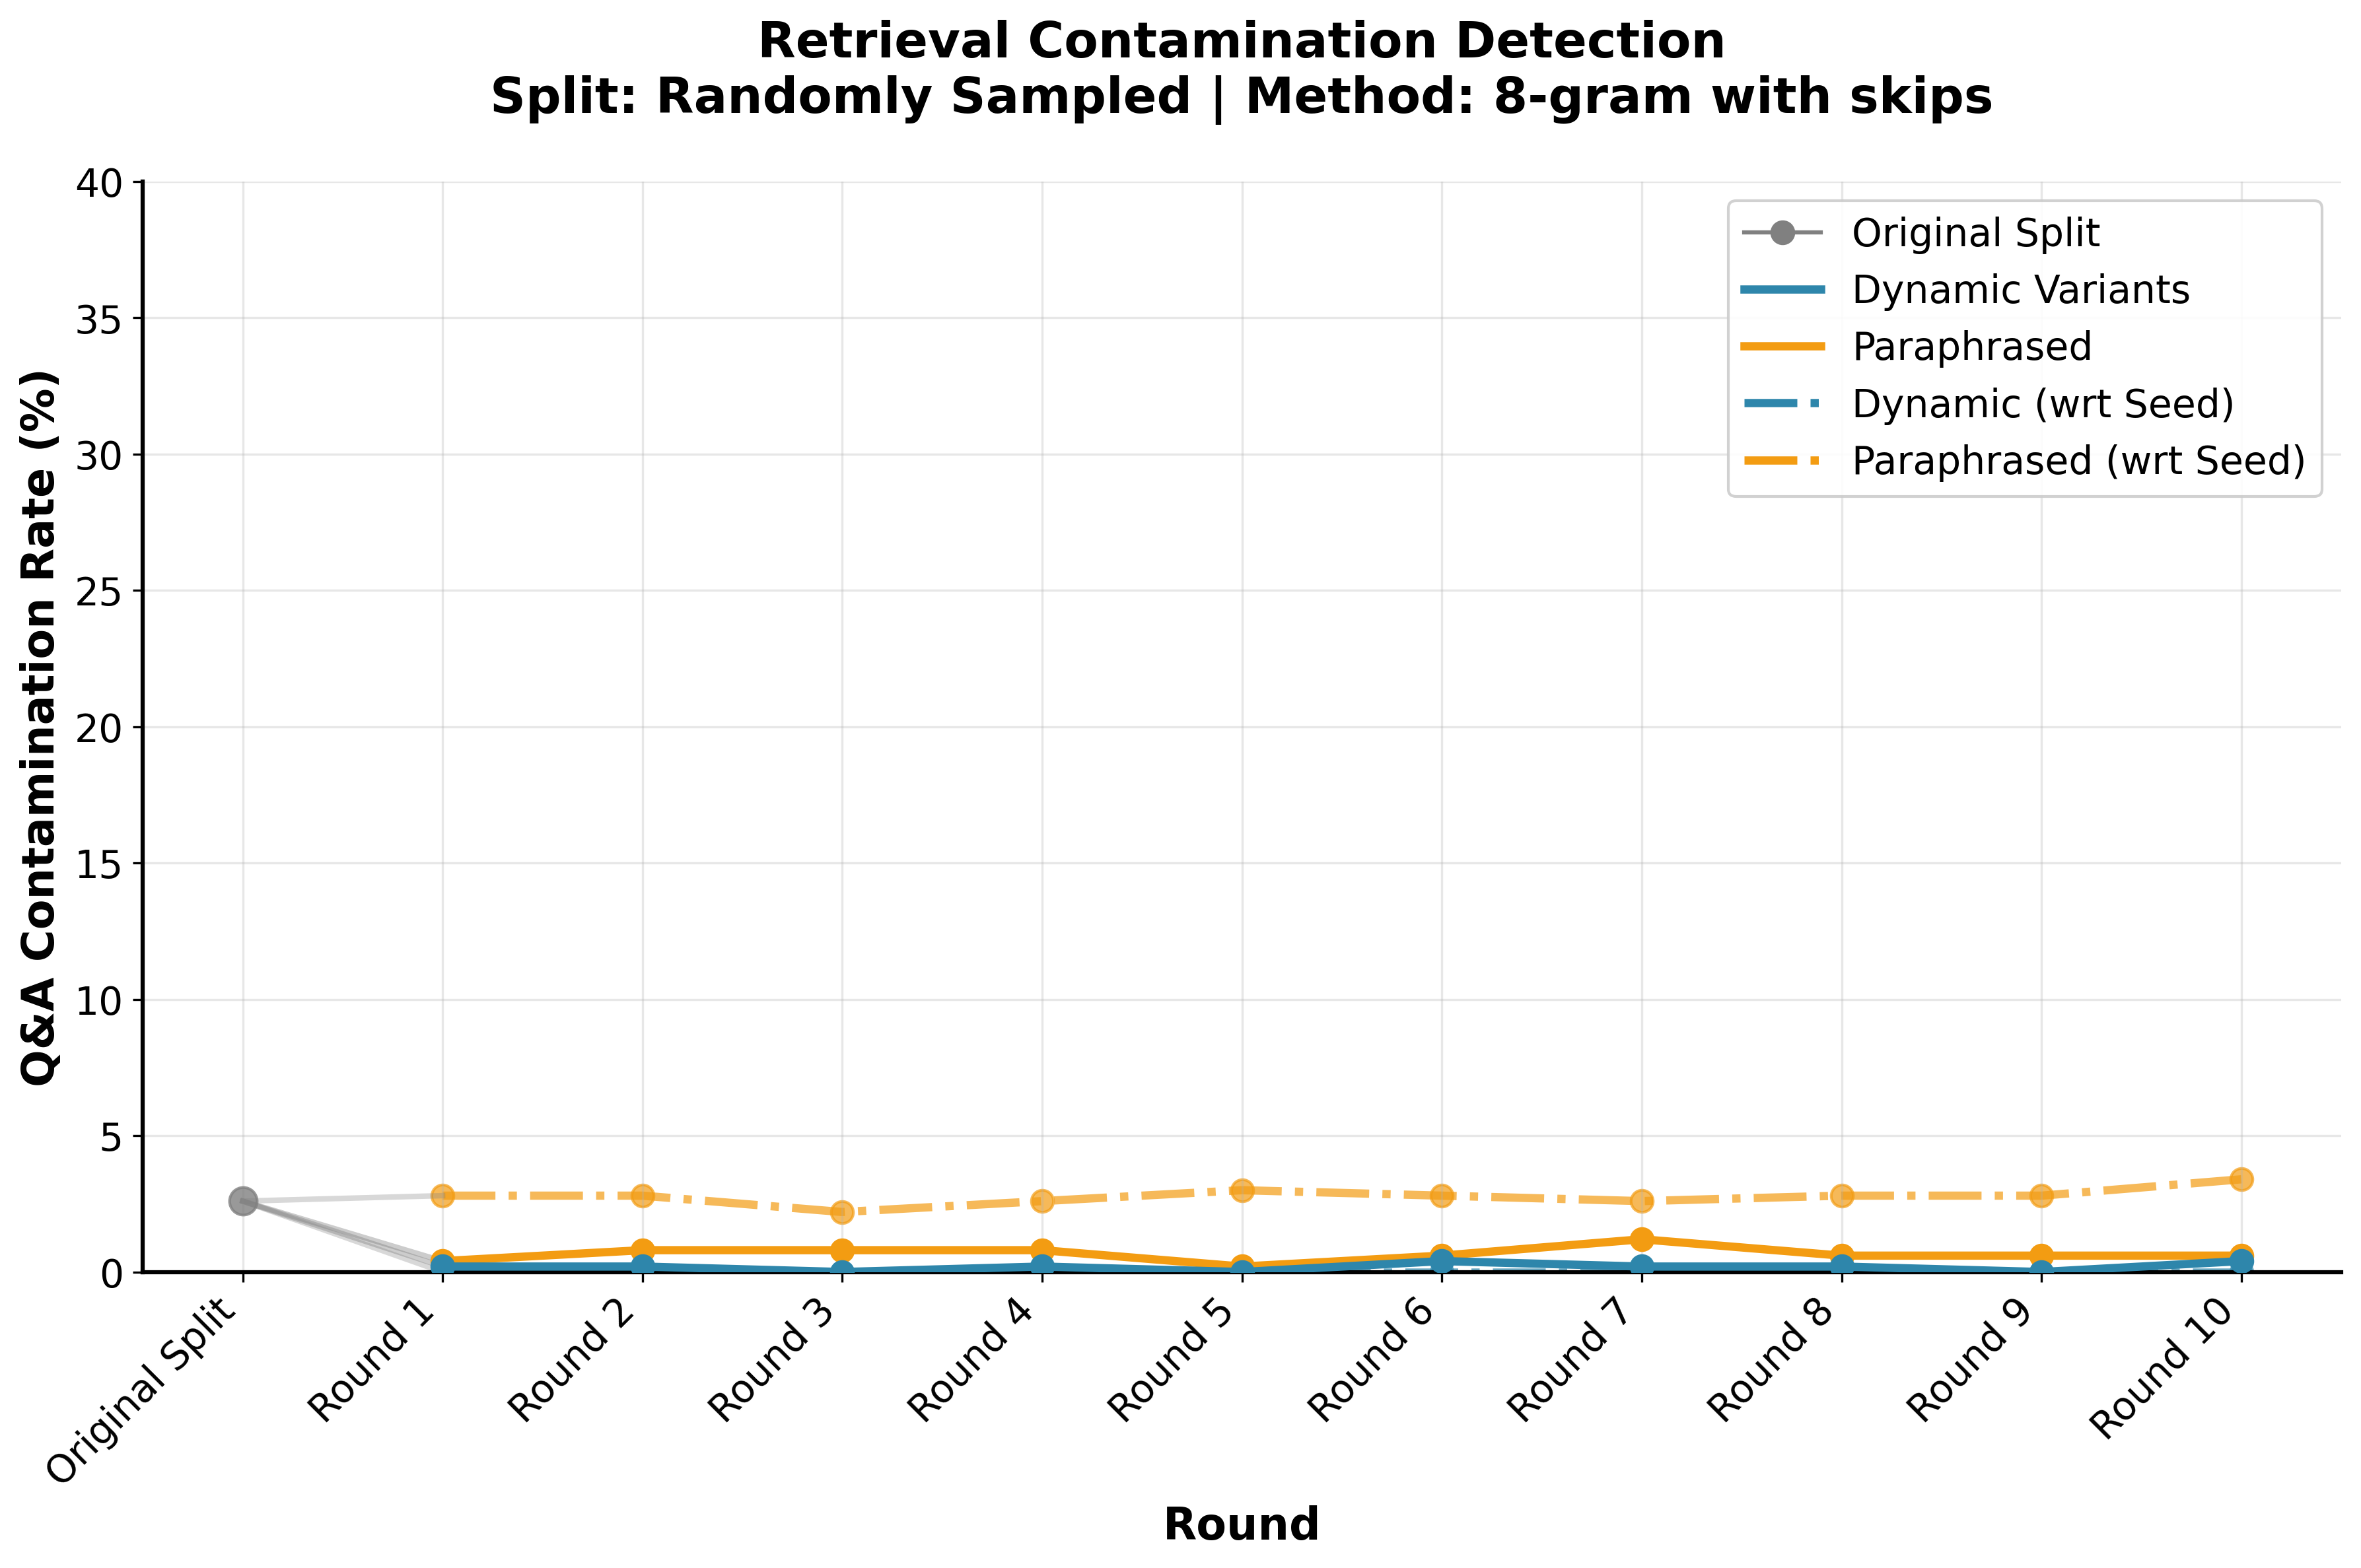 Retrieval Contamination Detection
Split: Randomly Sampled | Method: 8-gram with skips
Q&A Contamination Rate (%)
40
35
30
25
20
15
10
5
0
Original Split
Dynamic Variants
Paraphrased
Dynamic (wrt Seed)
Paraphrased (wrt Seed)
Original Split
Round 1
Round 2
Round 3
Round 4
Round 5
Round 6
Round 7
Round 8
Round 9
Round 10
Round